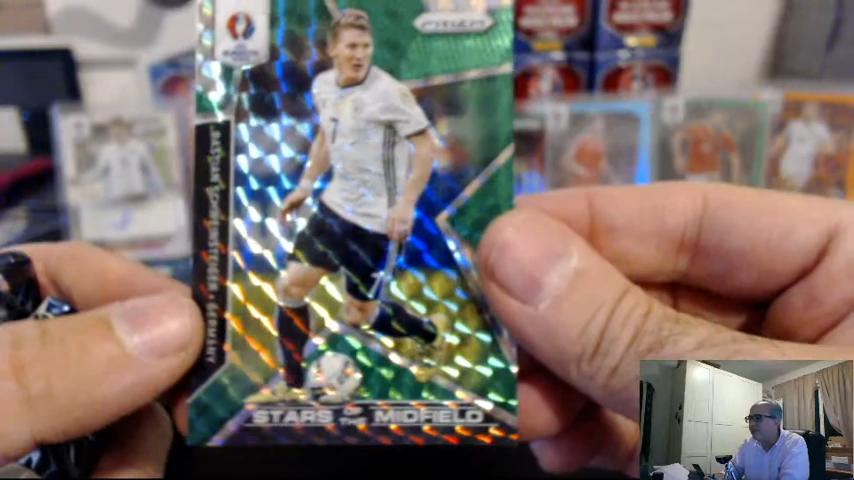 PRIZM
BASTIAN SCHWEINSTEIGER • GERMANY
STARS OF THE MIDFIELD